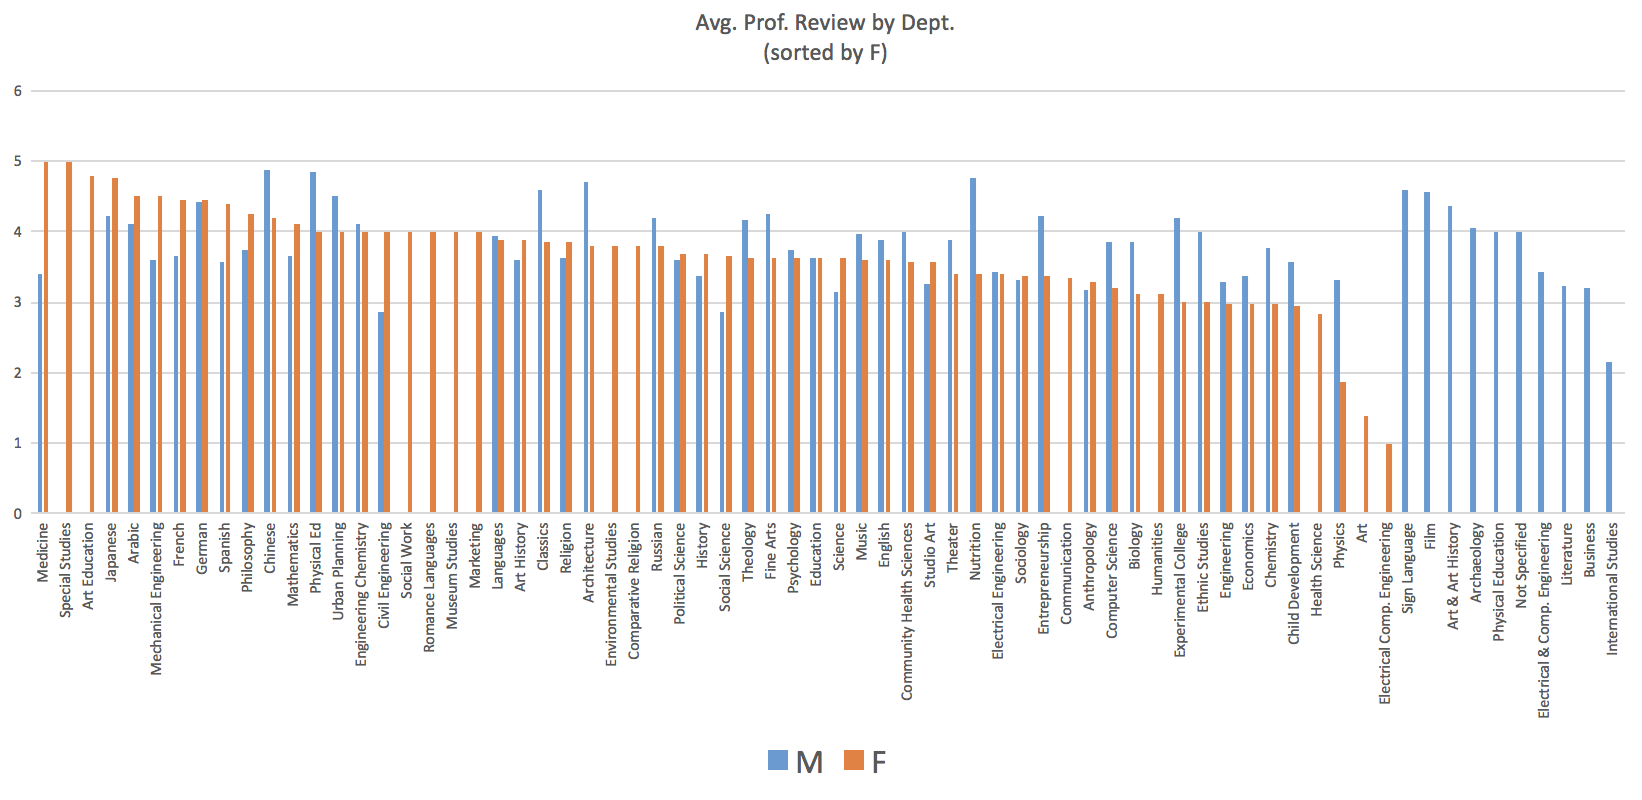 Avg. Prof. Review by Dept.
(sorted by F)
6
5
4
3
2
1
0
Medicine
Special Studies
Art Education
Japanese
Arabic
Mechanical Engineering
French
German
Spanish
Philosophy
Chinese
Mathematics
Physical Ed
Urban Planning
Engineering Chemistry
Civil Engineering
Social Work
Romance Languages
Museum Studies
Marketing
Languages
Art History
Classics
Religion
Architecture
Environmental Studies
Comparative Religion
Russian
Political Science
History
Social Science
Theology
Fine Arts
Psychology
Education
Science
Music
English
Community Health Sciences
Studio Art
Theater
Nutrition
Electrical Engineering
Sociology
Entrepreneurship
Communication
Anthropology
Computer Science
Biology
Humanities
Experimental College
Ethnic Studies
Engineering
Economics
Chemistry
Child Development
Health Science
Physics
Art
Electrical Comp. Engineering
Sign Language
Film
Art & Art History
Archaeology
Physical Education
Not Specified
Electrical & Comp. Engineering
Literature
Business
International Studies
M F